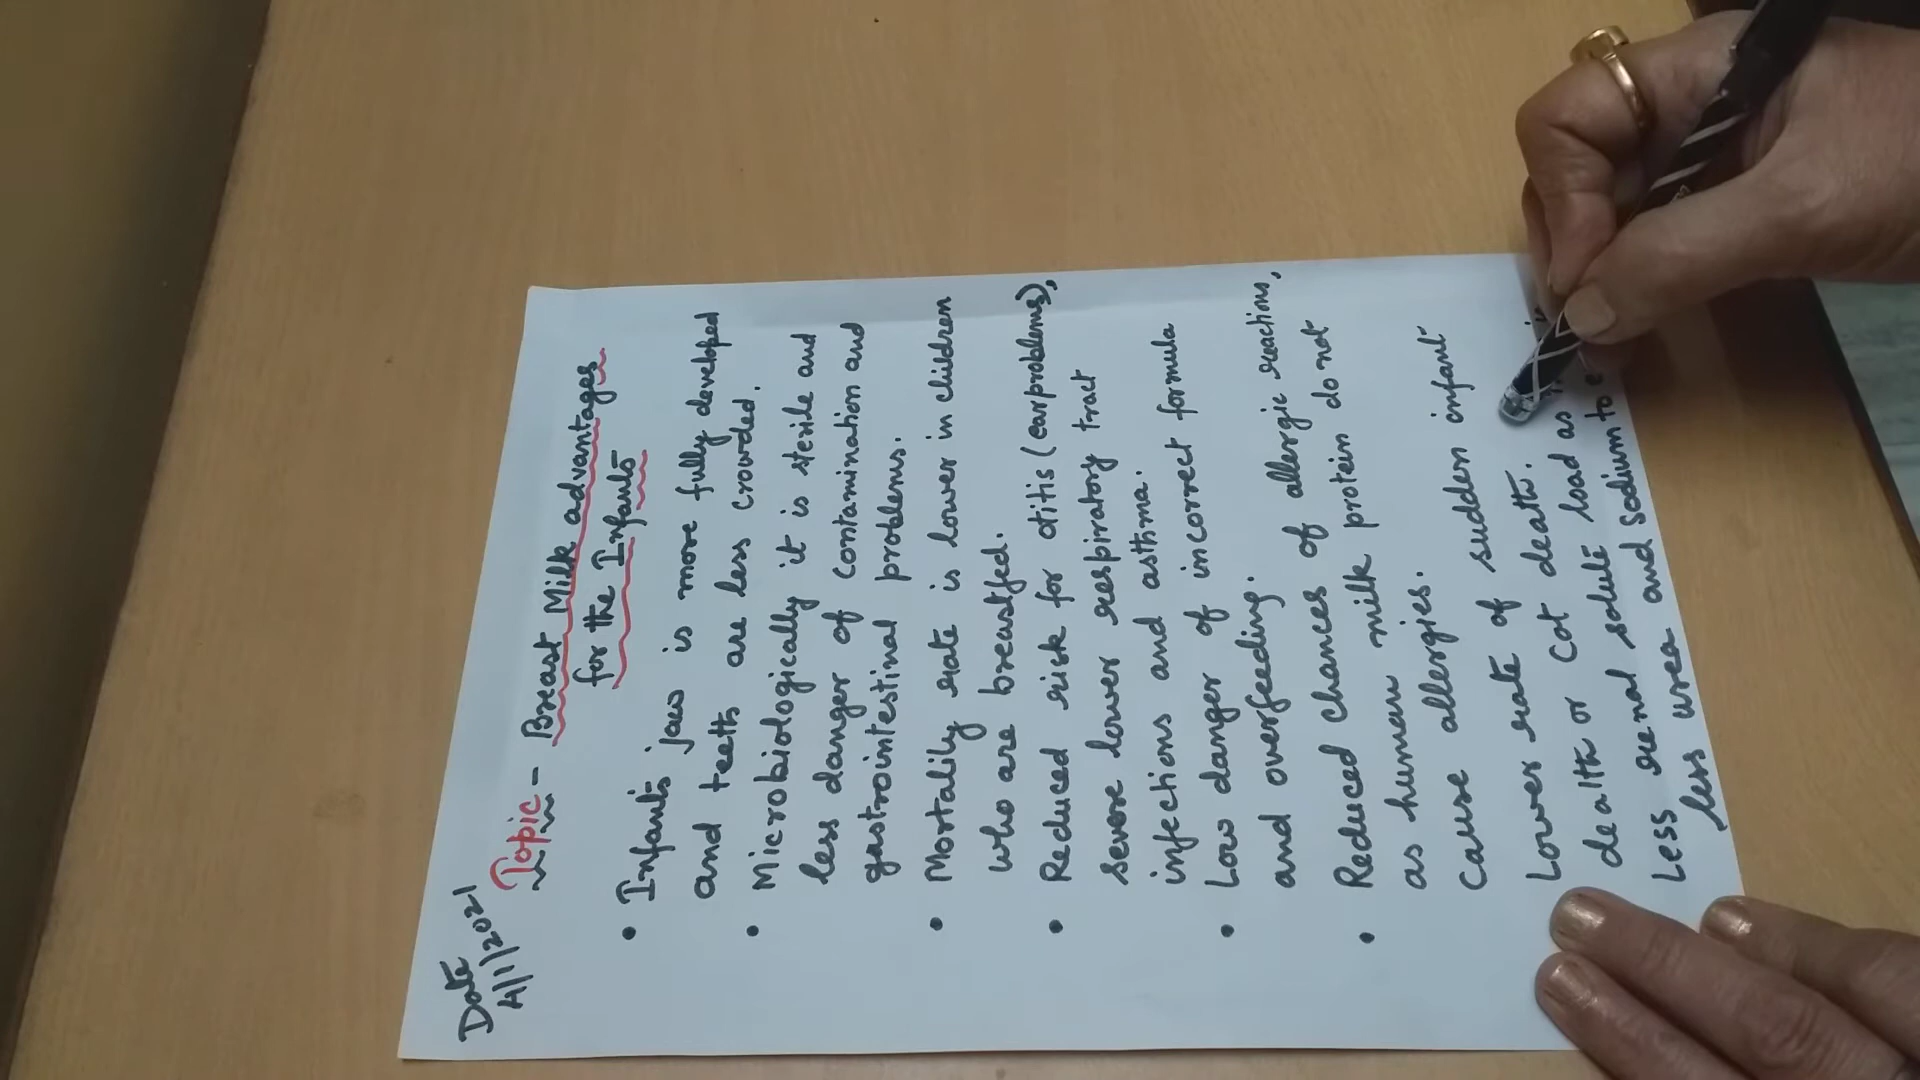 Date
4/1/2021
Topic - Breast Milk advantages
for the Infants
• Infants jaw is more fully developed
and teeth are less crowded.
• Microbiologically it is sterile and
less danger of contamination and
gastrointestinal problems.
• Mortality rate is lower in children
who are breastfed.
• Reduced risk for otitis (ear problems),
severe lower respiratory tract
infections and asthma.
• Low danger of incorrect formula
and overfeeding.
• Reduced chances of allergic reactions,
as human milk protein do not
cause allergies.
Lower rate of sudden infant
dealth or Cot death.
Less renal solute load as
less urea and sodium to